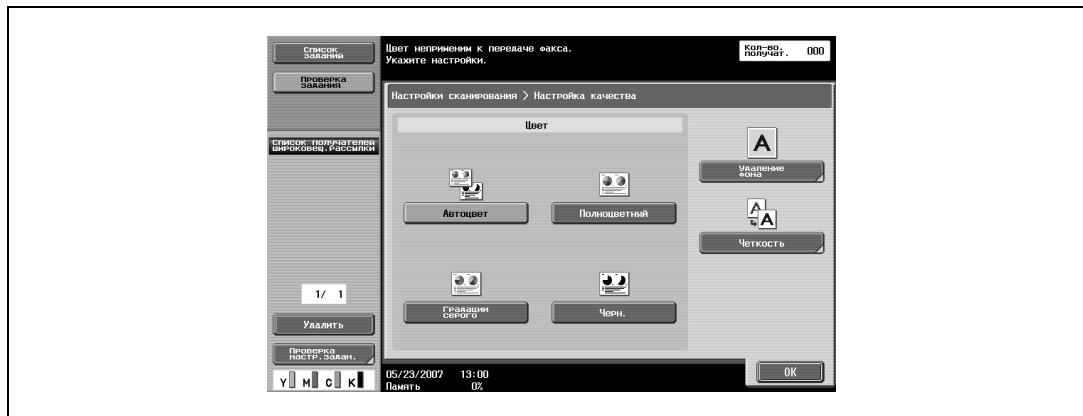 Список
задания
Проверка
задания
Список получателей
широковещ.рассылки
1/ 1
Удалить
Проверка
настр.задан.
Y M C K
Цвет неприменим к передаче факса.
Укажите настройки.
Кол-во.
получат. 000
Настройки сканирования > Настройка качества
Цвет
Автоцвет
Полноцветный
Градации
серого
Черн.
A
Удаление
фона
A
A
Четкость
05/23/2007 13:00
Память 0%
OK